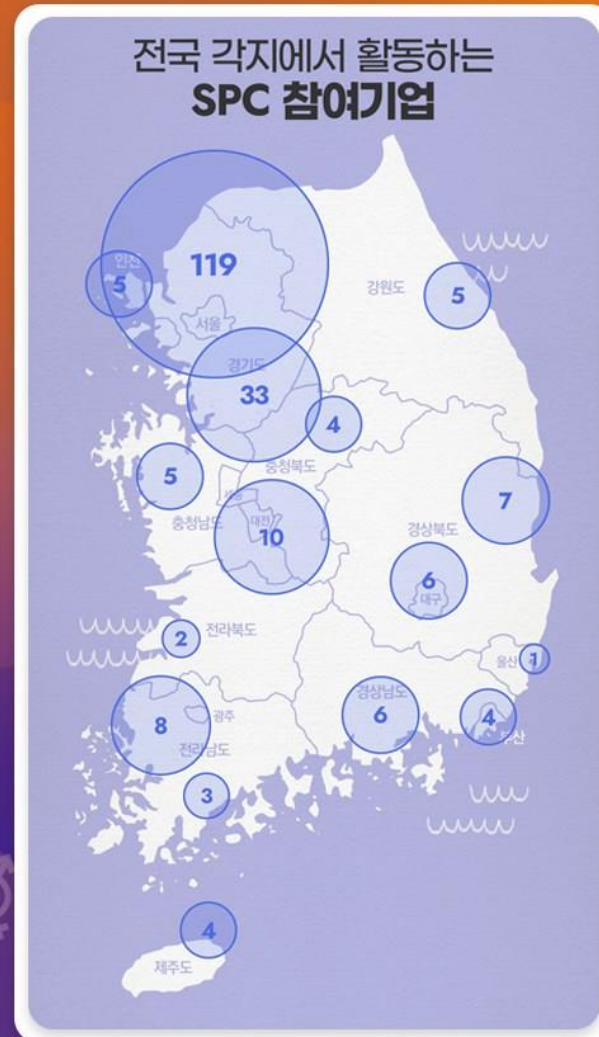 전국 각지에서 활동하는
SPC 참여기업
119
인천
5
강원도
5
서울
경기도
33
4
충청북도
5
세종
충청남도
대전
10
7
경상북도
6
대구
2
전라북도
울산
1
경상남도
6
4
부산
8
광주
전라남도
3
4
제주도